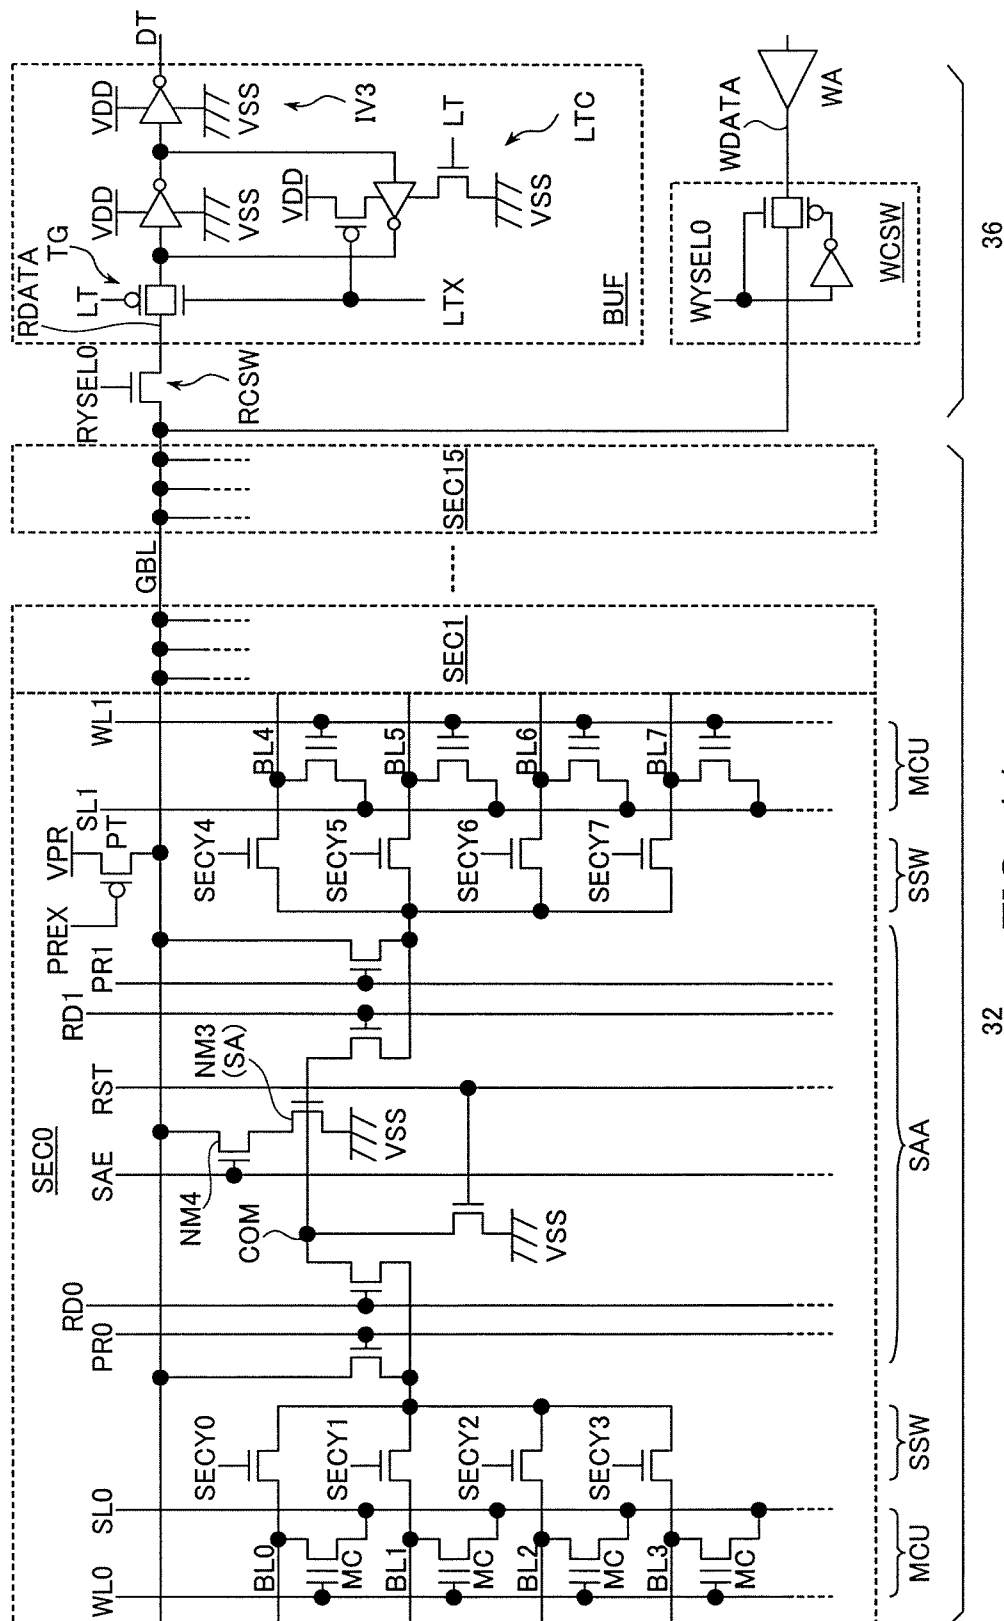 RDATA
SEC0
TG
PREX
VPR
RD0
RD1
SL1
RYSEL0
LT
VDD
VDD
WL0
SL0
PR0
SAE
RST
PR1
PT
WL1
GBL
DT
NM4
NM3
(SA)
SECY0
SECY4
RCSW
VSS
VSS
COM
BL0
BL4
VDD
IV3
SECY1
SECY5
MC
BL1
VSS
BL5
SEC1
SEC15
LTX
LT
SECY2
SECY6
MC
BL2
VSS
BL6
VSS
LTC
SECY3
SECY7
MC
BL3
BL7
BUF
WYSEL0
WDATA
MC
WA
WCSW
MCU
SSW
SAA
SSW
MCU
32
36